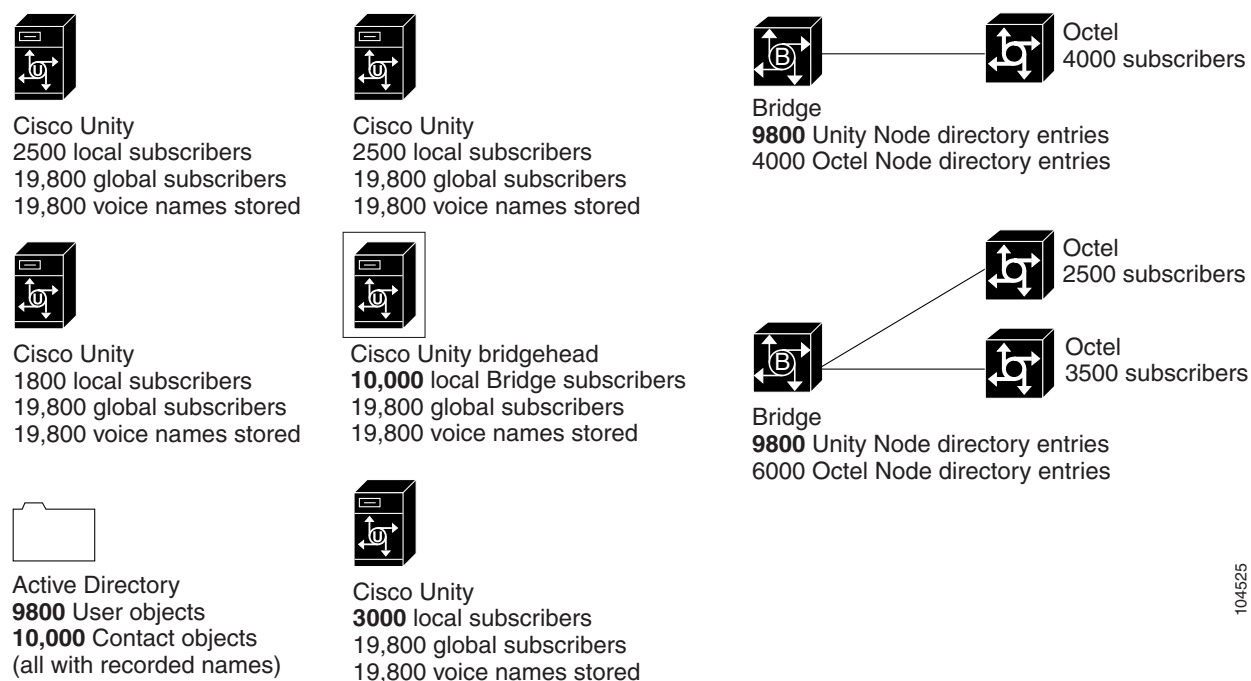 Cisco Unity
2500 local subscribers
19,800 global subscribers
19,800 voice names stored
Cisco Unity
2500 local subscribers
19,800 global subscribers
19,800 voice names stored
B
Octel
4000 subscribers
Bridge
9800 Unity Node directory entries
4000 Octel Node directory entries
U
U
Cisco Unity
1800 local subscribers
19,800 global subscribers
19,800 voice names stored
U
U
Cisco Unity bridgehead
10,000 local Bridge subscribers
19,800 global subscribers
19,800 voice names stored
Octel
2500 subscribers
B
Octel
3500 subscribers
Bridge
9800 Unity Node directory entries
6000 Octel Node directory entries
Active Directory
9800 User objects
10,000 Contact objects
(all with recorded names)
U
Cisco Unity
3000 local subscribers
19,800 global subscribers
19,800 voice names stored
104525